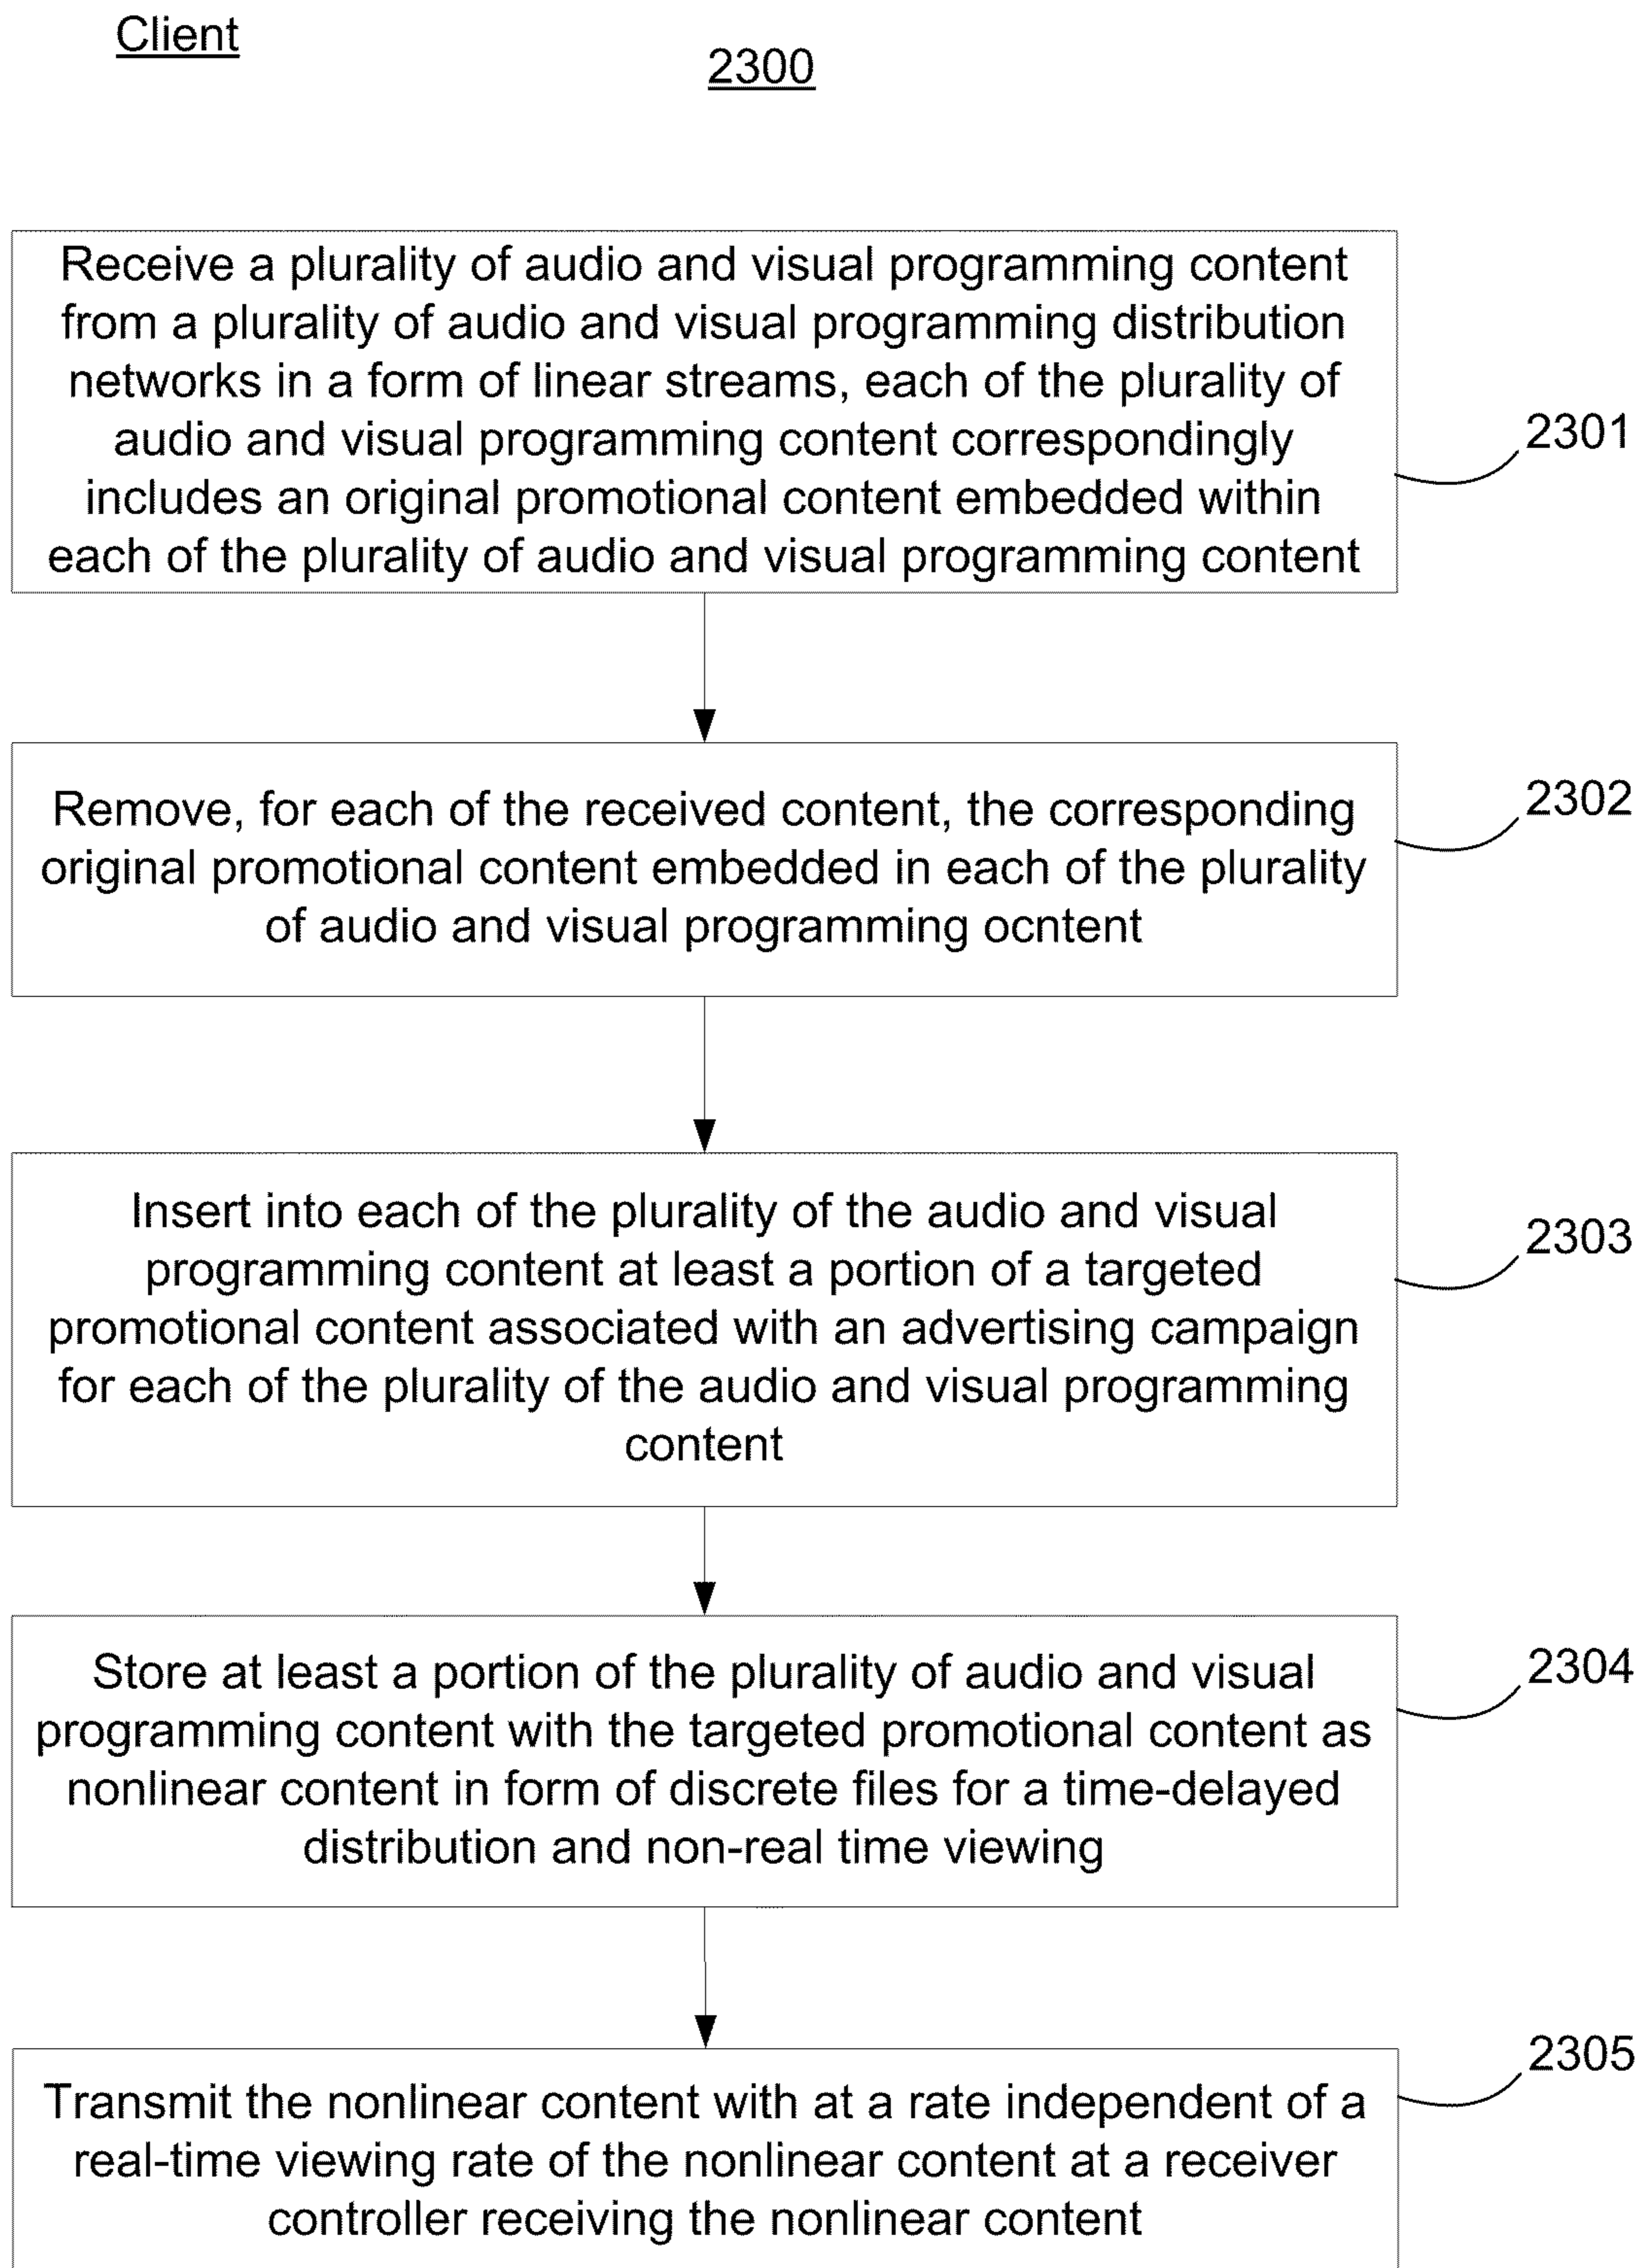 Client
2300
Receive a plurality of audio and visual programming content
from a plurality of audio and visual programming distribution
networks in a form of linear streams, each of the plurality of
audio and visual programming content correspondingly
includes an original promotional content embedded within
each of the plurality of audio and visual programming content
2301
Remove, for each of the received content, the corresponding
original promotional content embedded in each of the plurality
of audio and visual programming ocntent
2302
Insert into each of the plurality of the audio and visual
programming content at least a portion of a targeted
promotional content associated with an advertising campaign
for each of the plurality of the audio and visual programming
content
2303
Store at least a portion of the plurality of audio and visual
programming content with the targeted promotional content as
nonlinear content in form of discrete files for a time-delayed
distribution and non-real time viewing
2304
Transmit the nonlinear content with at a rate independent of a
real-time viewing rate of the nonlinear content at a receiver
controller receiving the nonlinear content
2305